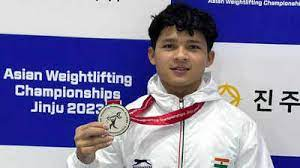 Asian Weightlifting
Championships
Jinju 2023
진주